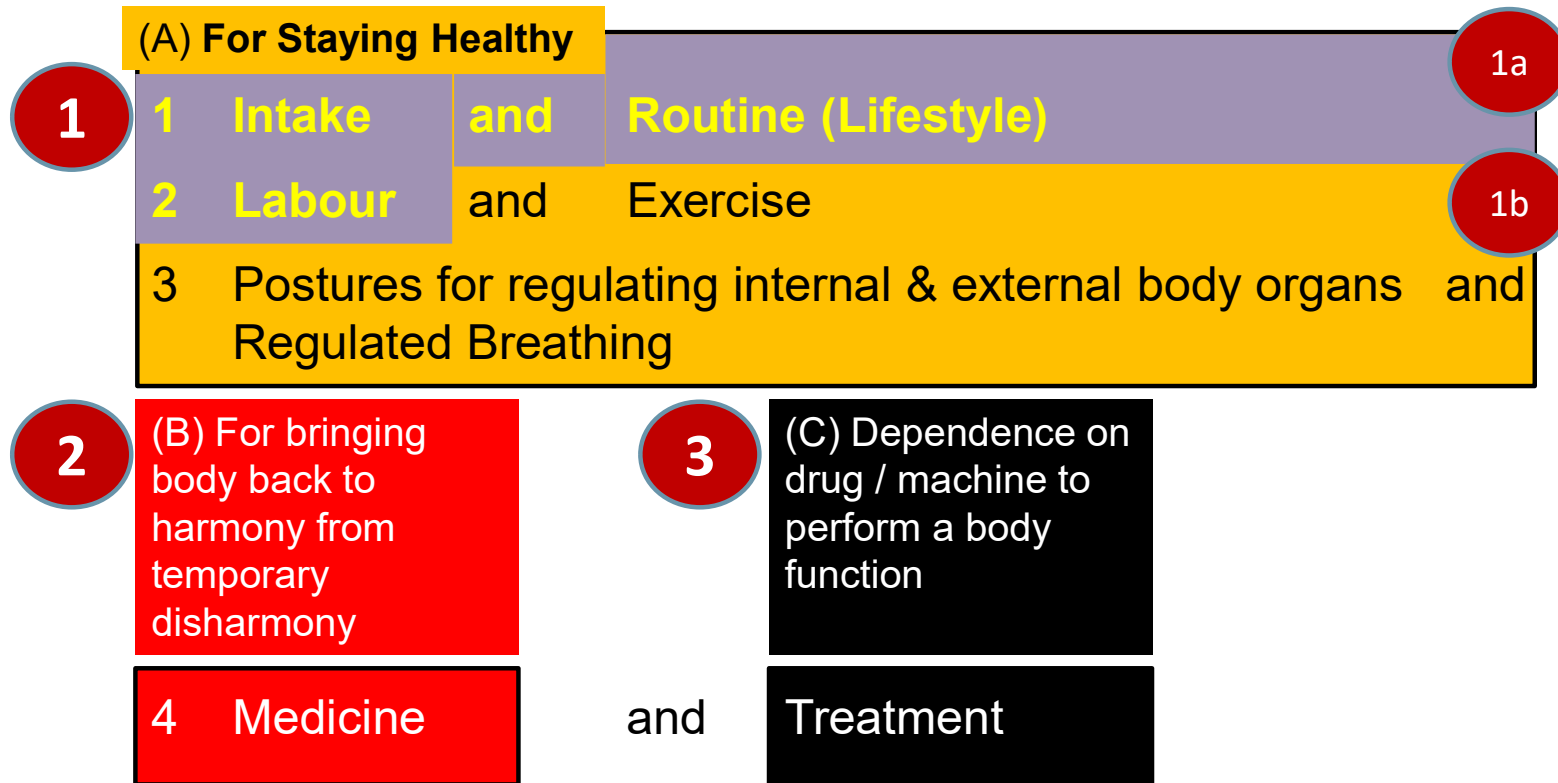 (A) For Staying Healthy
1a
1
1 Intake and Routine (Lifestyle)
2 Labour and Exercise
1b
3 Postures for regulating internal & external body organs and
Regulated Breathing
2
(B) For bringing
body back to
harmony from
temporary
disharmony
3
(C) Dependence on
drug / machine to
perform a body
function
4 Medicine and Treatment